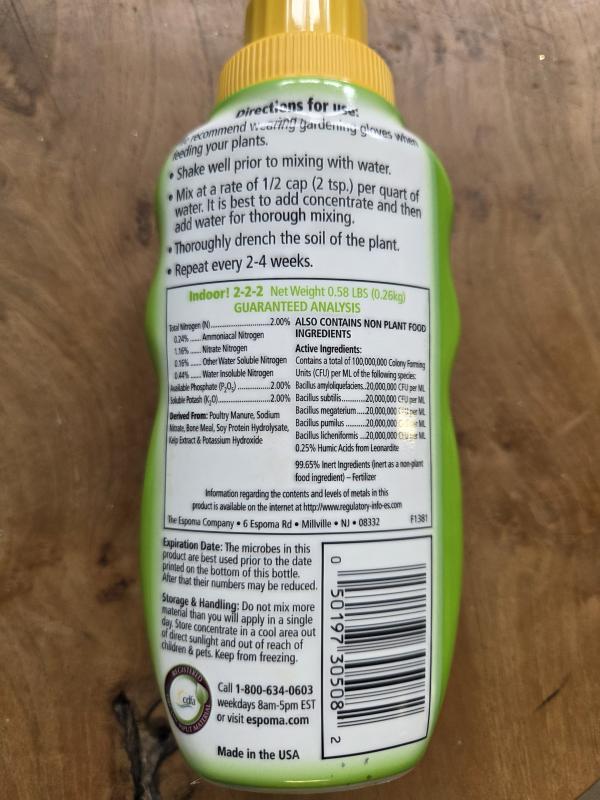 Directions for use:
recommend wearing gardening gloves when
feeding your plants.
• Shake well prior to mixing with water.
• Mix at a rate of 1/2 cap (2 tsp.) per quart of
water. It is best to add concentrate and then
add water for thorough mixing.
• Thoroughly drench the soil of the plant.
• Repeat every 2-4 weeks.
Indoor! 2-2-2 Net Weight 0.58 LBS (0.26kg)
GUARANTEED ANALYSIS
Total Nitrogen (N)..........................2.00%
0.24% ..... Ammoniacal Nitrogen
1.16% ..... Nitrate Nitrogen
0.16% ..... Other Water Soluble Nitrogen
0.44% ..... Water Insoluble Nitrogen
Available Phosphate (P₂O₅) ..............2.00%
Soluble Potash (K₂O)........................2.00%
Derived From: Poultry Manure, Sodium
Nitrate, Bone Meal, Soy Protein Hydrolysate,
Kelp Extract & Potassium Hydroxide
ALSO CONTAINS NON PLANT FOOD
INGREDIENTS
Active Ingredients:
Contains a total of 100,000,000 Colony Forming
Units (CFU) per ML of the following species:
Bacillus amyloliquefaciens..20,000,000 CFU per ML
Bacillus subtilis.................20,000,000 CFU per ML
Bacillus megaterium..........20,000,000 CFU per ML
Bacillus pumilus ................20,000,000 CFU per ML
Bacillus licheniformis ....20,000,000 CFU per ML
0.25% Humic Acids from Leonardite
99.65% Inert Ingredients (inert as a non-plant
food ingredient) – Fertilizer
Information regarding the contents and levels of metals in this
product is available on the internet at http://www.regulatory-info-es.com
The Espoma Company • 6 Espoma Rd • Millville • NJ • 08332 F1381
Expiration Date: The microbes in this
product are best used prior to the date
printed on the bottom of this bottle.
After that their numbers may be reduced.
Storage & Handling: Do not mix more
material than you will apply in a single
day. Store concentrate in a cool area out
of direct sunlight and out of reach of
children & pets. Keep from freezing.
REGISTERED
cdfa
INPUT MATERIAL
Call 1-800-634-0603
weekdays 8am-5pm EST
or visit espoma.com
Made in the USA
0 50197 30508 2